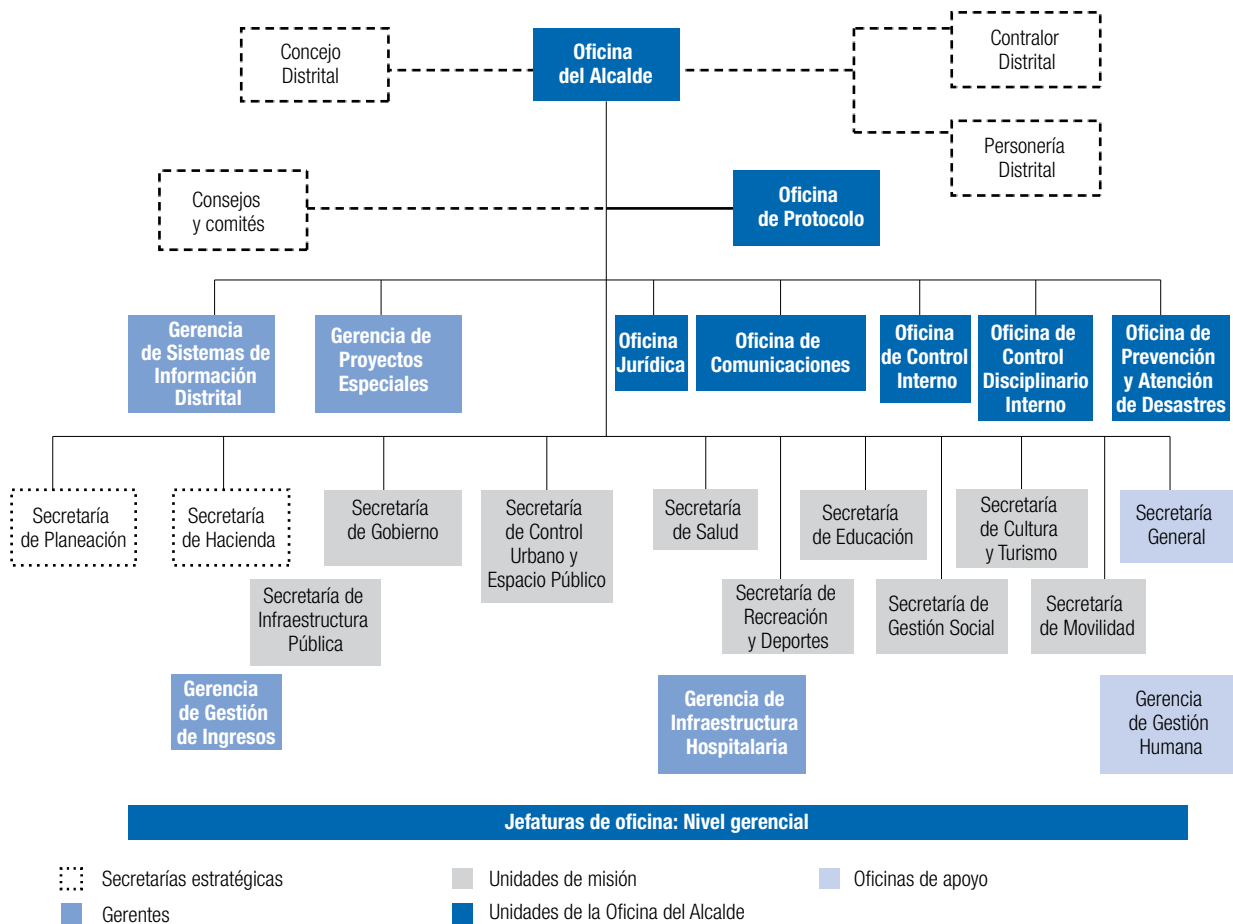 Concejo
Distrital
Oficina
del Alcalde
Contralor
Distrital
Personería
Distrital
Consejos
y comités
Oficina
de Protocolo
Gerencia
de Sistemas de
Información
Distrital
Gerencia de
Proyectos
Especiales
Oficina
Jurídica
Oficina de
Comunicaciones
Oficina
de Control
Interno
Oficina de
Control
Disciplinario
Interno
Oficina de
Prevención
y Atención
de Desastres
Secretaría
de Planeación
Secretaría
de Hacienda
Secretaría
de Gobierno
Secretaría
de Control
Urbano y
Espacio Público
Secretaría
de Salud
Secretaría
de Educación
Secretaría
de Cultura
y Turismo
Secretaría
General
Secretaría de
Infraestructura
Pública
Secretaría de
Recreación
y Deportes
Secretaría de
Gestión Social
Secretaría
de Movilidad
Gerencia
de Gestión
de Ingresos
Gerencia de
Infraestructura
Hospitalaria
Gerencia
de Gestión
Humana
Jefaturas de oficina: Nivel gerencial
Secretarías estratégicas
Unidades de misión
Oficinas de apoyo
Gerentes
Unidades de la Oficina del Alcalde